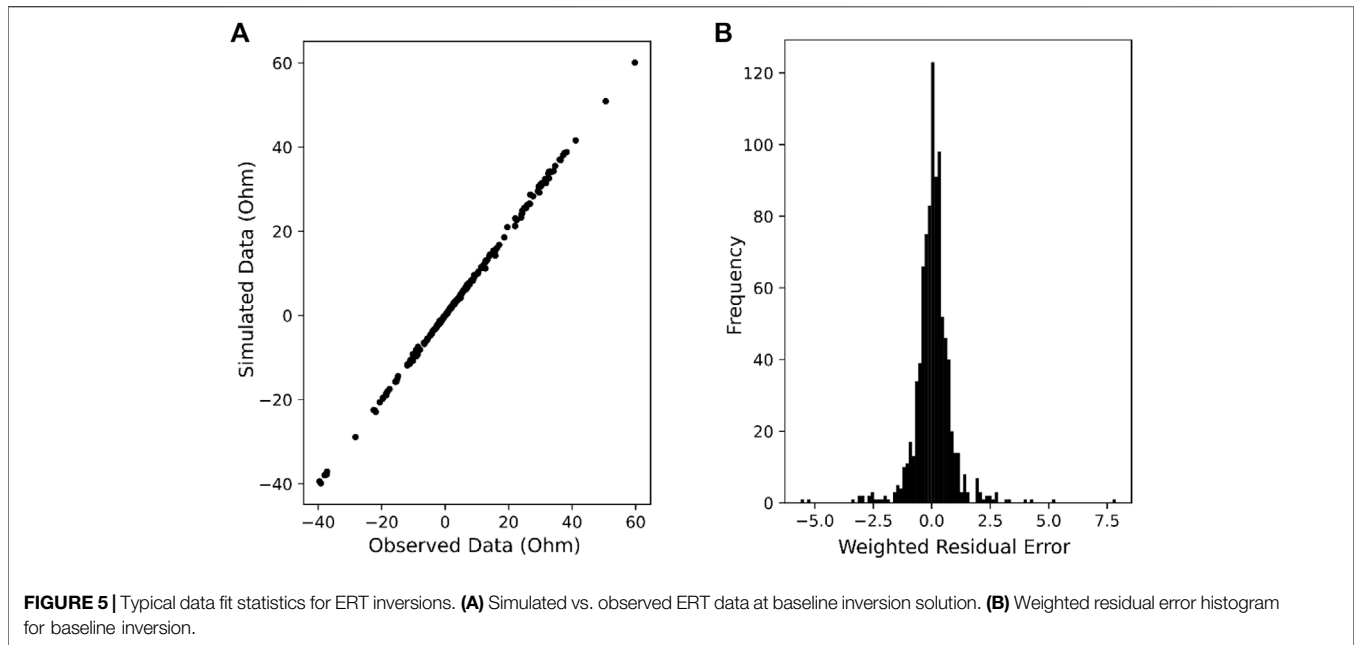 A
60
40
20
0
−20
−40
−40 −20 0 20 40 60
Simulated Data (Ohm)
Observed Data (Ohm)
B
120
100
80
60
40
20
0
−5.0 −2.5 0.0 2.5 5.0 7.5
Frequency
Weighted Residual Error
FIGURE 5 | Typical data fit statistics for ERT inversions. (A) Simulated vs. observed ERT data at baseline inversion solution. (B) Weighted residual error histogram
for baseline inversion.